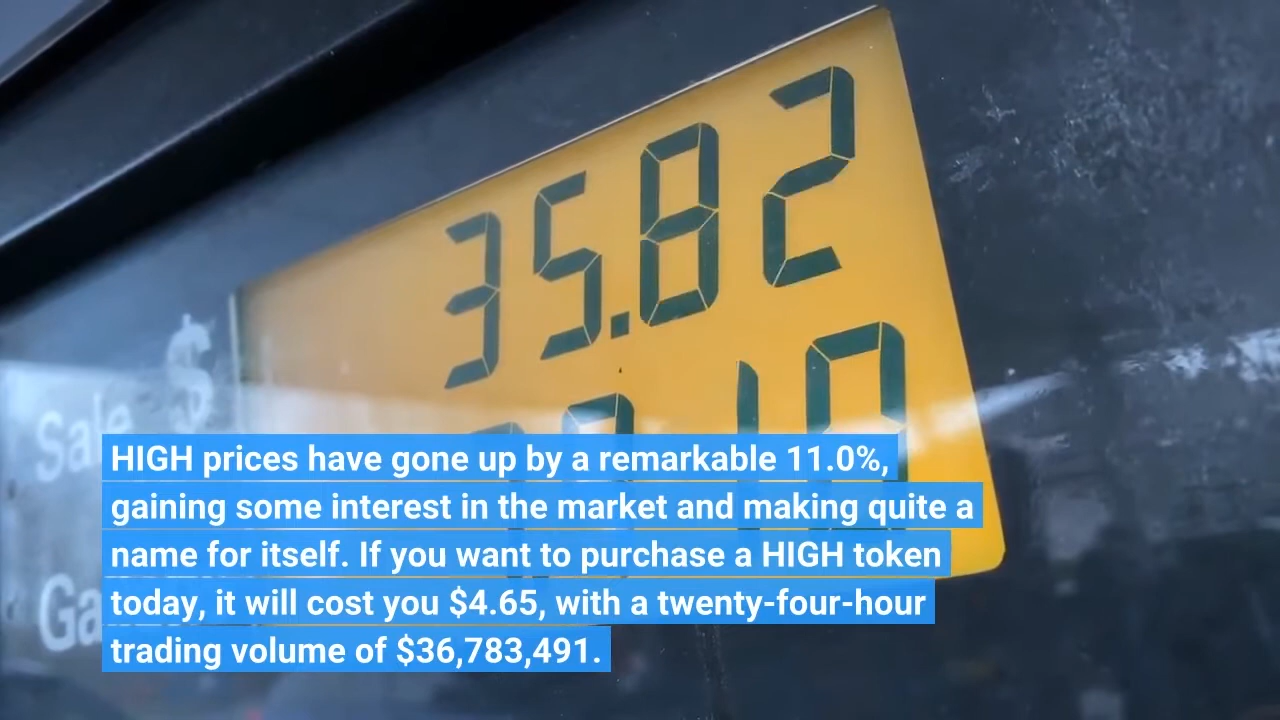 35.82
Sale $
HIGH prices have gone up by a remarkable 11.0%,
gaining some interest in the market and making quite a
name for itself. If you want to purchase a HIGH token
today, it will cost you $4.65, with a twenty-four-hour
trading volume of $36,783,491.